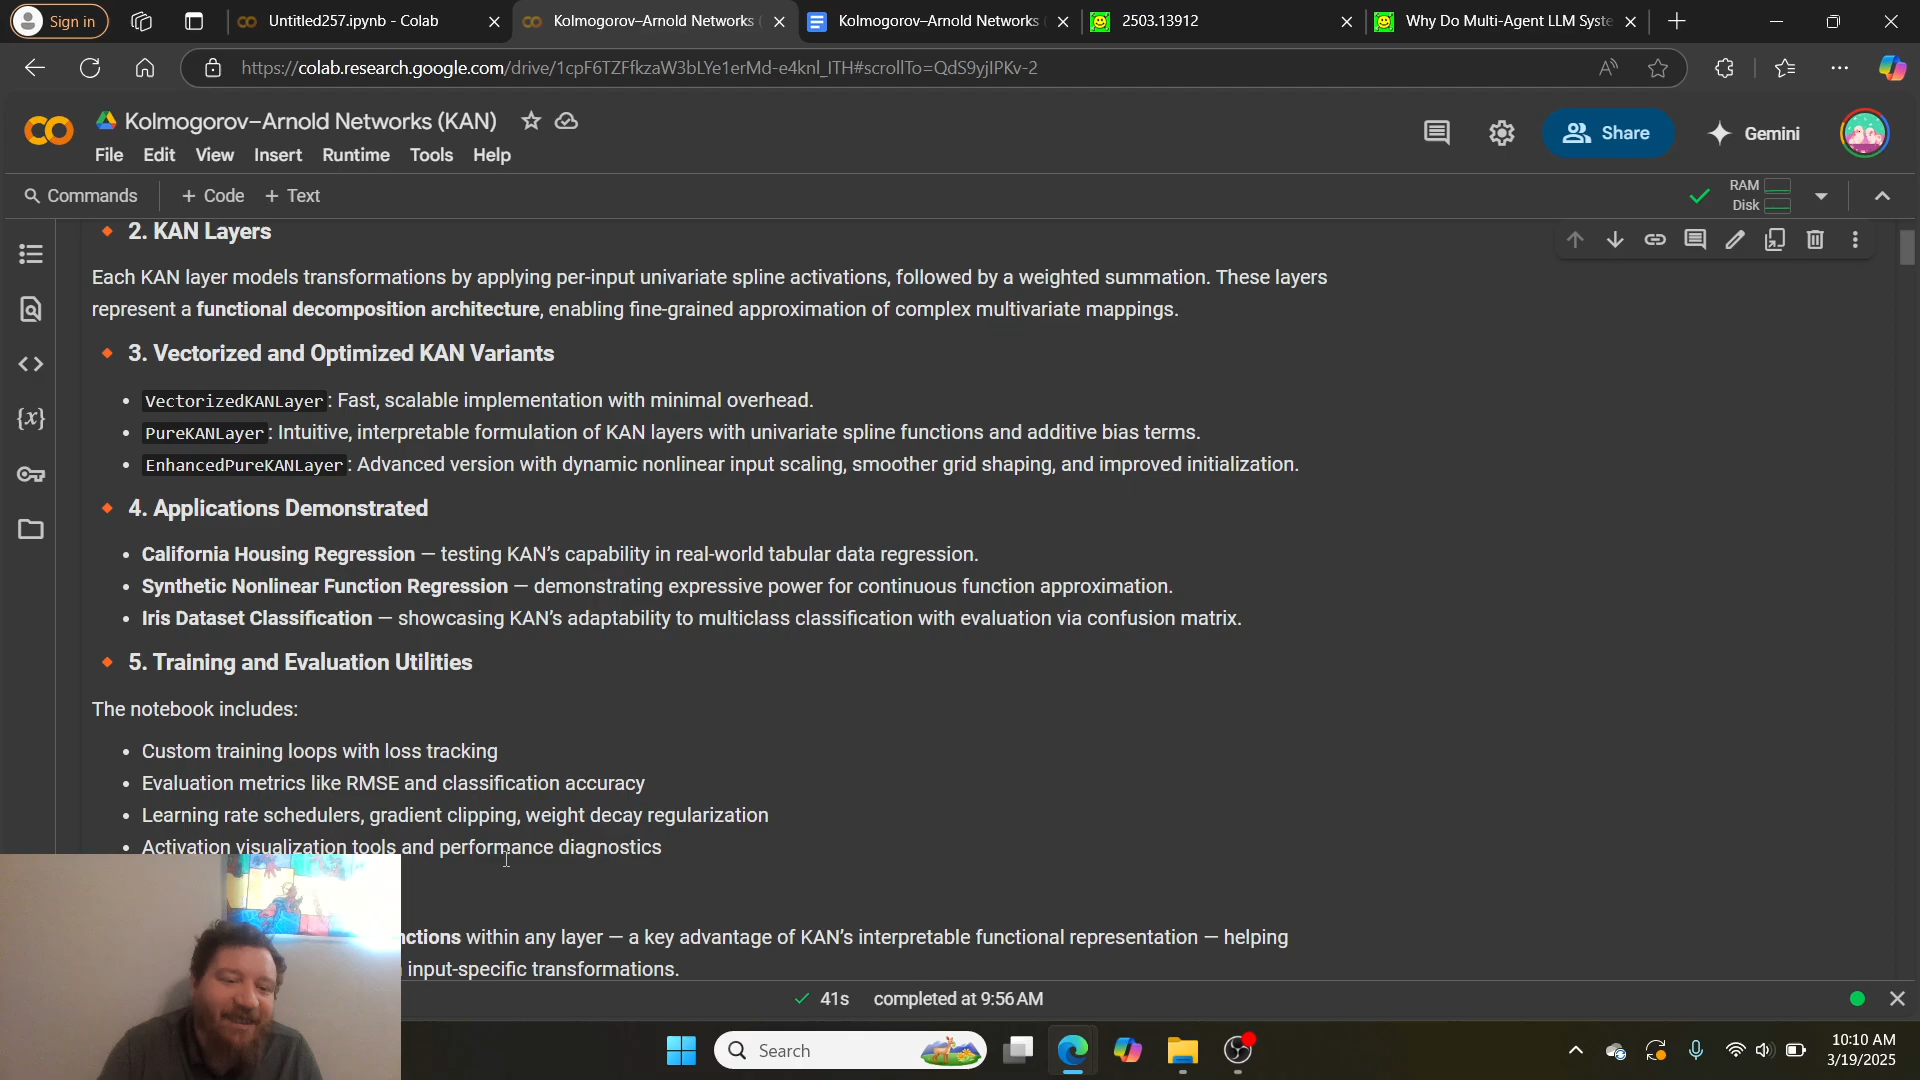 Sign in
Untitled257.ipynb - Colab
Kolmogorov–Arnold Networks (
Kolmogorov–Arnold Networks (
2503.13912
Why Do Multi-Agent LLM Syste
https://colab.research.google.com/drive/1cpF6TZFfkzaW3bLYe1erMd-e4knl_ITH#scrollTo=QdS9yjIPKv-2
Kolmogorov–Arnold Networks (KAN)
File Edit View Insert Runtime Tools Help
Share
Gemini
Commands + Code + Text
RAM
Disk
2. KAN Layers
Each KAN layer models transformations by applying per-input univariate spline activations, followed by a weighted summation. These layers
represent a functional decomposition architecture, enabling fine-grained approximation of complex multivariate mappings.
3. Vectorized and Optimized KAN Variants
• VectorizedKANLayer: Fast, scalable implementation with minimal overhead.
• PureKANLayer: Intuitive, interpretable formulation of KAN layers with univariate spline functions and additive bias terms.
• EnhancedPureKANLayer: Advanced version with dynamic nonlinear input scaling, smoother grid shaping, and improved initialization.
4. Applications Demonstrated
• California Housing Regression — testing KAN's capability in real-world tabular data regression.
• Synthetic Nonlinear Function Regression — demonstrating expressive power for continuous function approximation.
• Iris Dataset Classification — showcasing KAN's adaptability to multiclass classification with evaluation via confusion matrix.
5. Training and Evaluation Utilities
The notebook includes:
• Custom training loops with loss tracking
• Evaluation metrics like RMSE and classification accuracy
• Learning rate schedulers, gradient clipping, weight decay regularization
• Activation visualization tools and performance diagnostics
nctions within any layer — a key advantage of KAN's interpretable functional representation — helping
input-specific transformations.
41s completed at 9:56 AM
Search
10:10 AM
3/19/2025